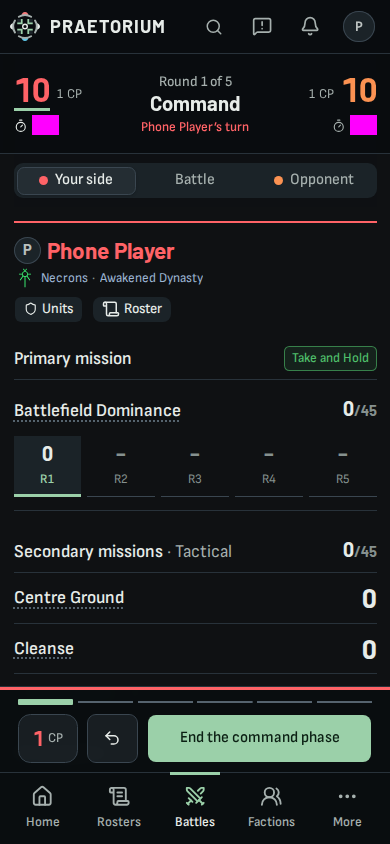 PRAETORIUM
P
10 1 CP
Round 1 of 5
1 CP 10
Command
Phone Player's turn
Your side
Battle
Opponent
P Phone Player
Necrons · Awakened Dynasty
Units
Roster
Primary mission
Take and Hold
Battlefield Dominance
0/45
0 – – – –
R1 R2 R3 R4 R5
Secondary missions · Tactical
0/45
Centre Ground
0
Cleanse
0
1 CP
End the command phase
Home
Rosters
Battles
Factions
More